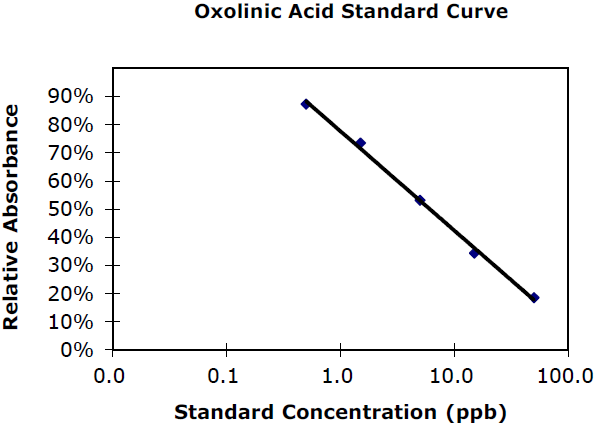 Oxolinic Acid Standard Curve
Relative Absorbance
90%
80%
70%
60%
50%
40%
30%
20%
10%
0%
0.0 0.1 1.0 10.0 100.0
Standard Concentration (ppb)